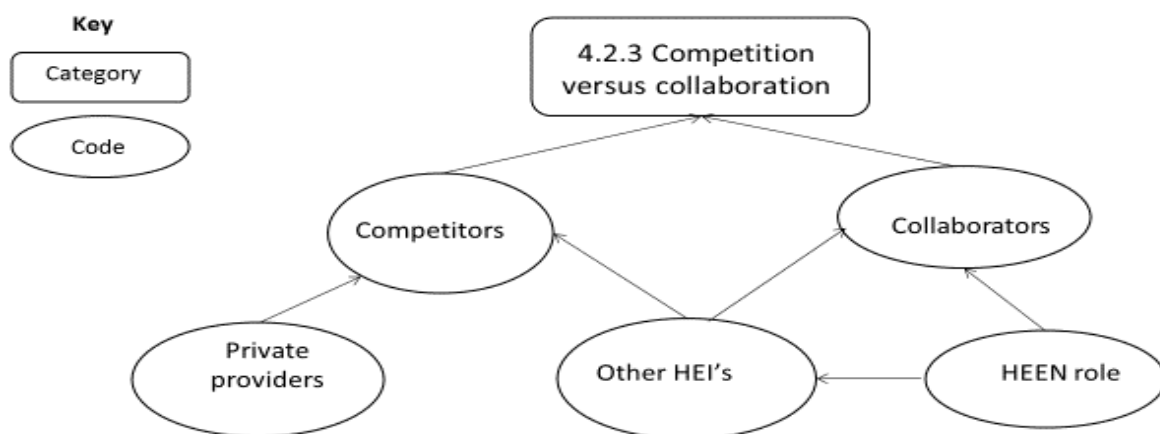 Key
Category
Code
4.2.3 Competition
versus collaboration
Competitors
Collaborators
Private
providers
Other HEI's
HEEN role